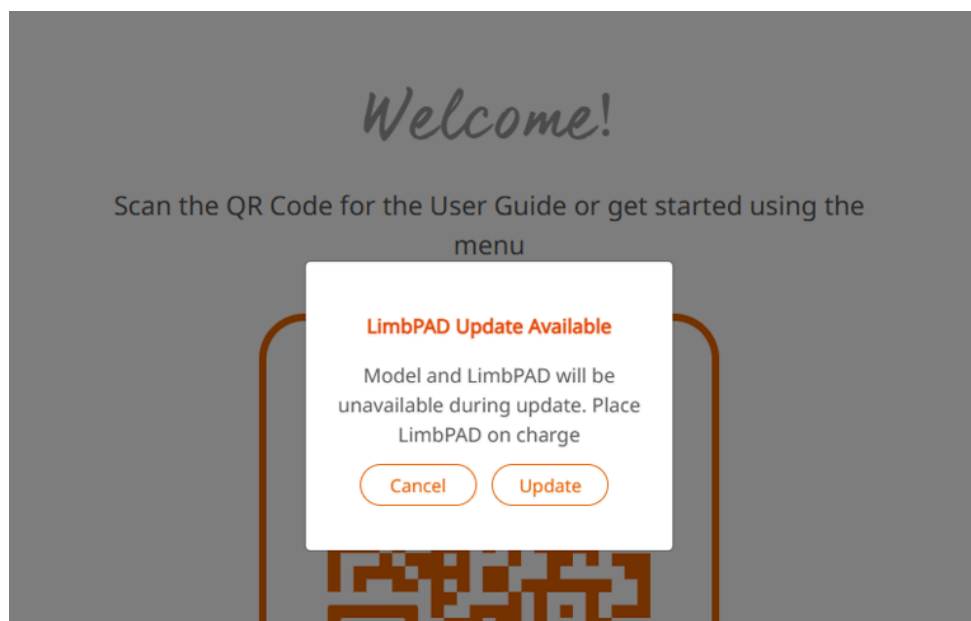 Welcome!
Scan the QR Code for the User Guide or get started using the
menu
LimbPAD Update Available
Model and LimbPAD will be
unavailable during update. Place
LimbPAD on charge
Cancel
Update